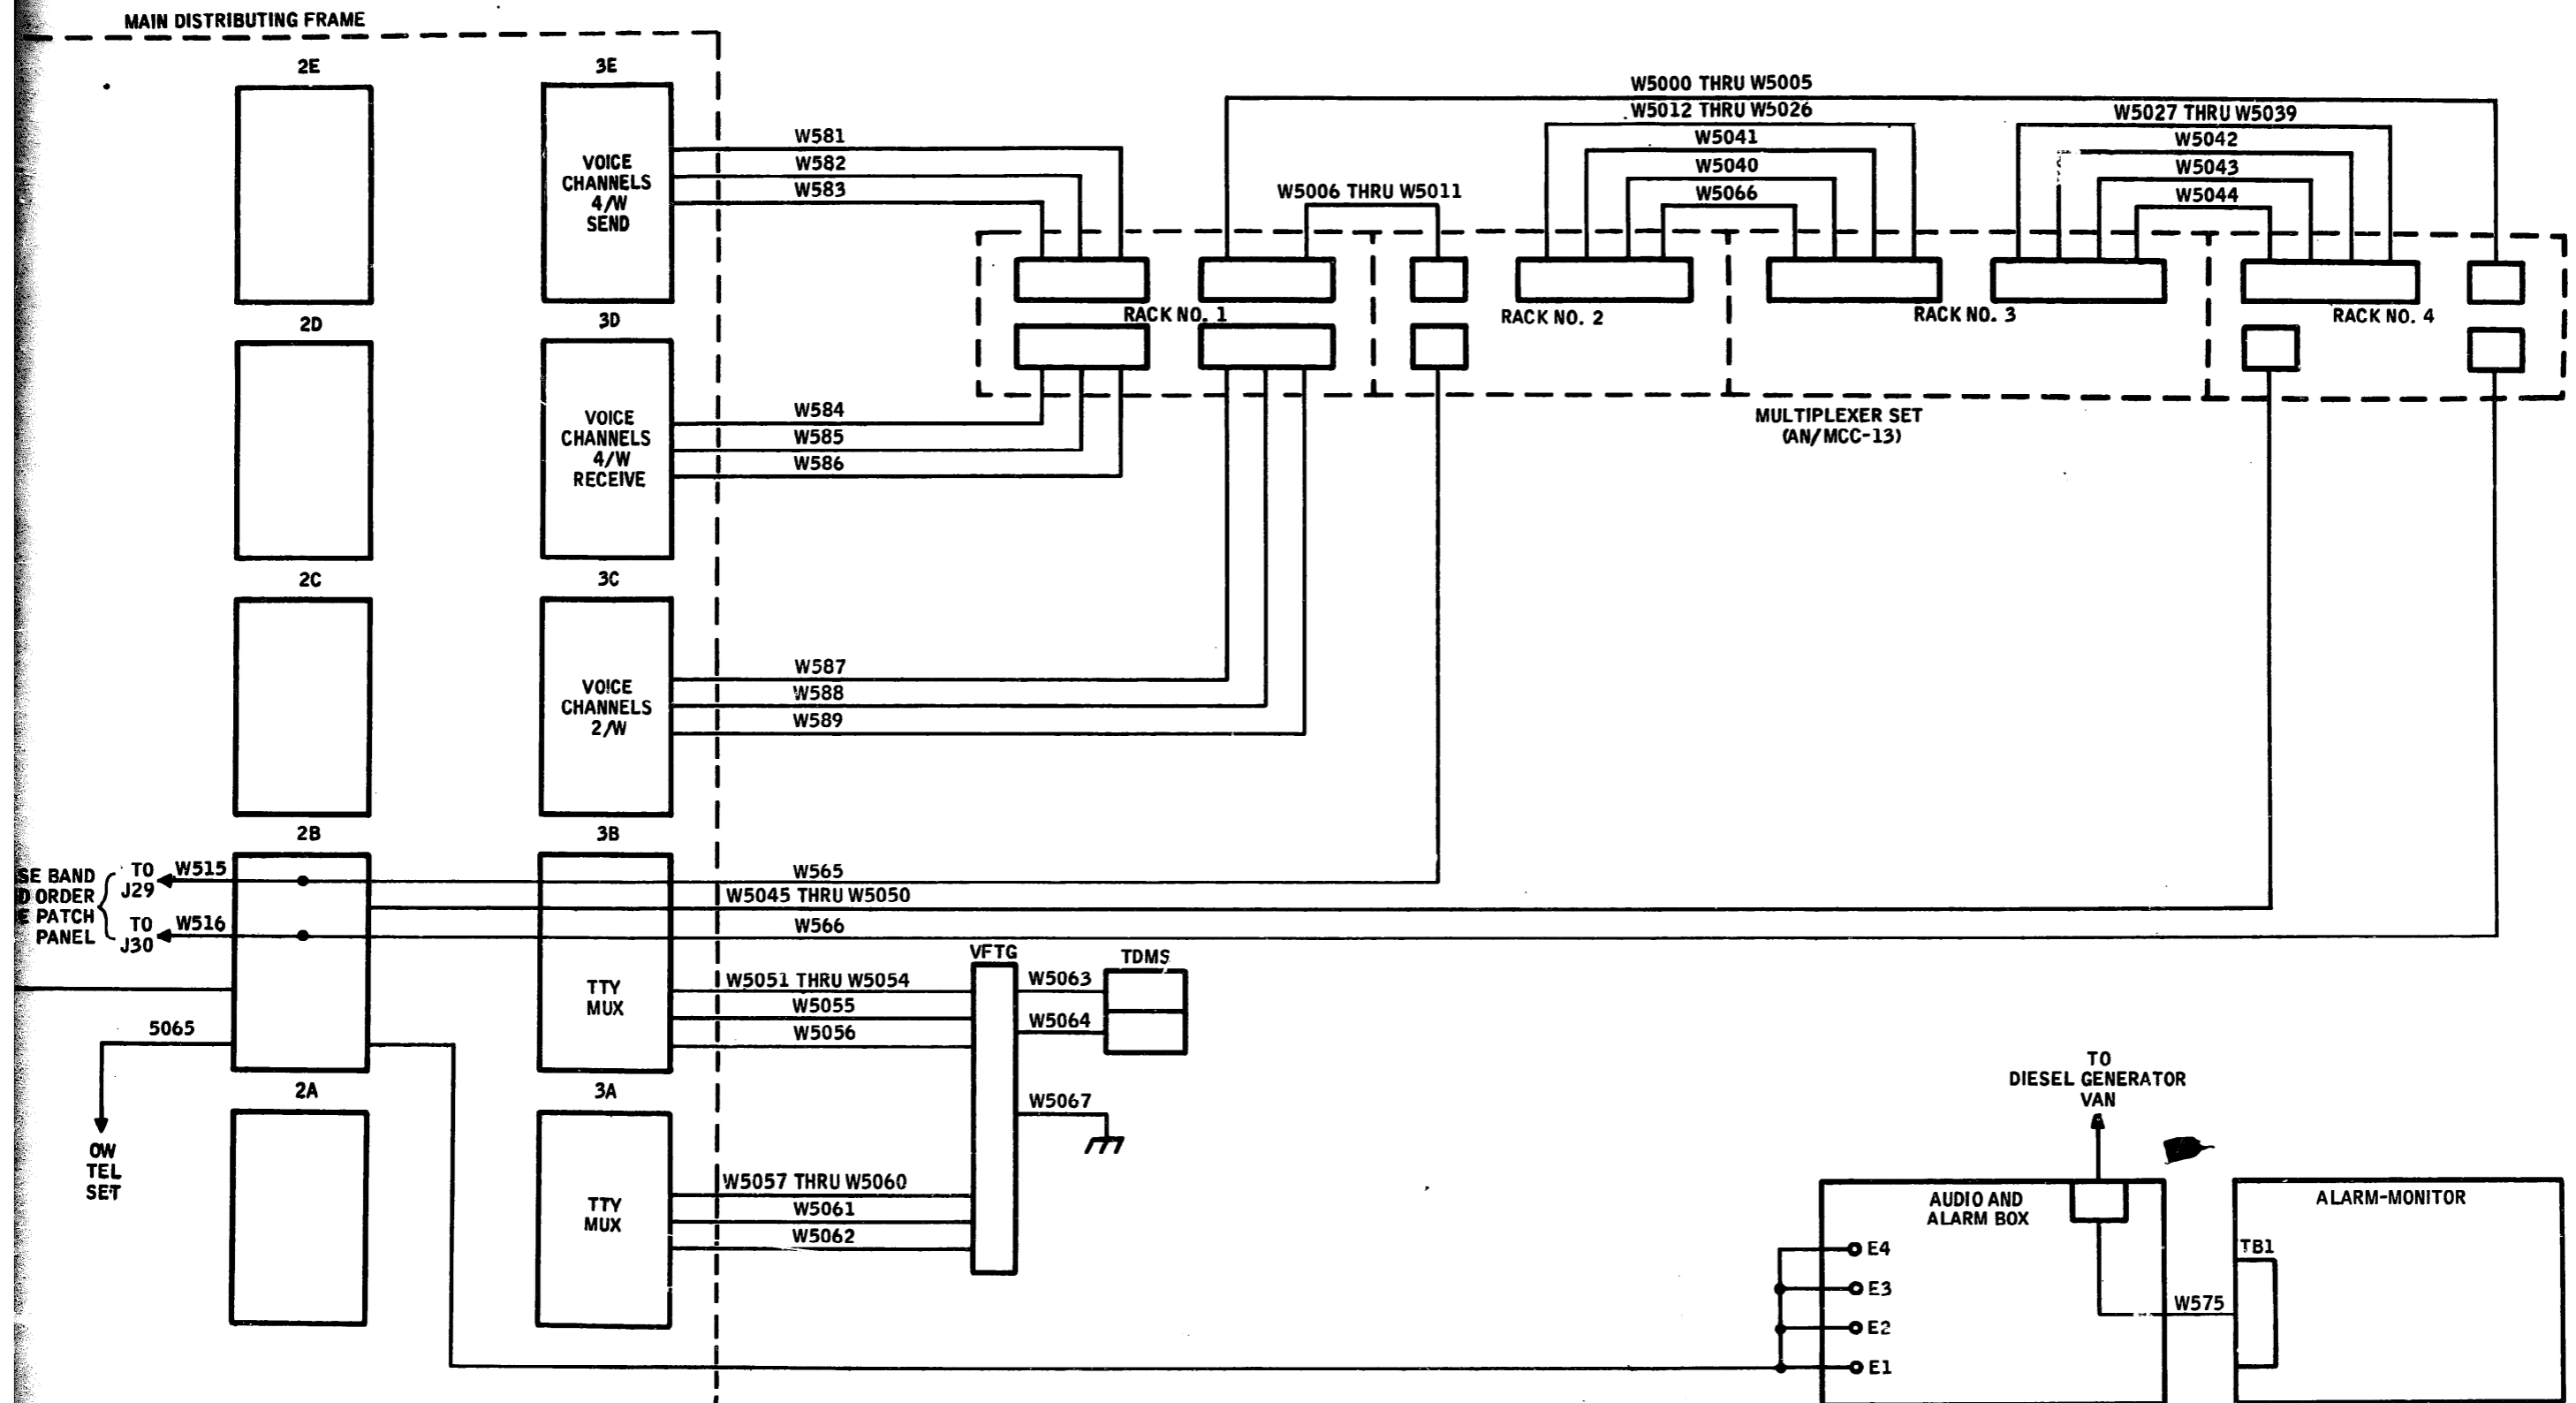 MAIN DISTRIBUTING FRAME
2E
3E
VOICE
CHANNELS
4/W
SEND
W581
W582
W583
W5000 THRU W5005
W5012 THRU W5026
W5041
W5040
W5066
W5006 THRU W5011
W5027 THRU W5039
W5042
W5043
W5044
RACK NO. 1
RACK NO. 2
RACK NO. 3
RACK NO. 4
MULTIPLEXER SET
(AN/MCC-13)
2D
3D
VOICE
CHANNELS
4/W
RECEIVE
W584
W585
W586
2C
3C
VOICE
CHANNELS
2/W
W587
W588
W589
2B
3B
SE BAND
D ORDER
E PATCH
PANEL
TO
J29
W515
TO
J30
W516
W565
W5045 THRU W5050
W566
TTY
MUX
W5051 THRU W5054
W5055
W5056
VFTG
W5063
W5064
TDMS
W5067
5065
OW
TEL
SET
2A
3A
TTY
MUX
W5057 THRU W5060
W5061
W5062
TO
DIESEL GENERATOR
VAN
AUDIO AND
ALARM BOX
E4
E3
E2
E1
W575
ALARM-MONITOR
TB1